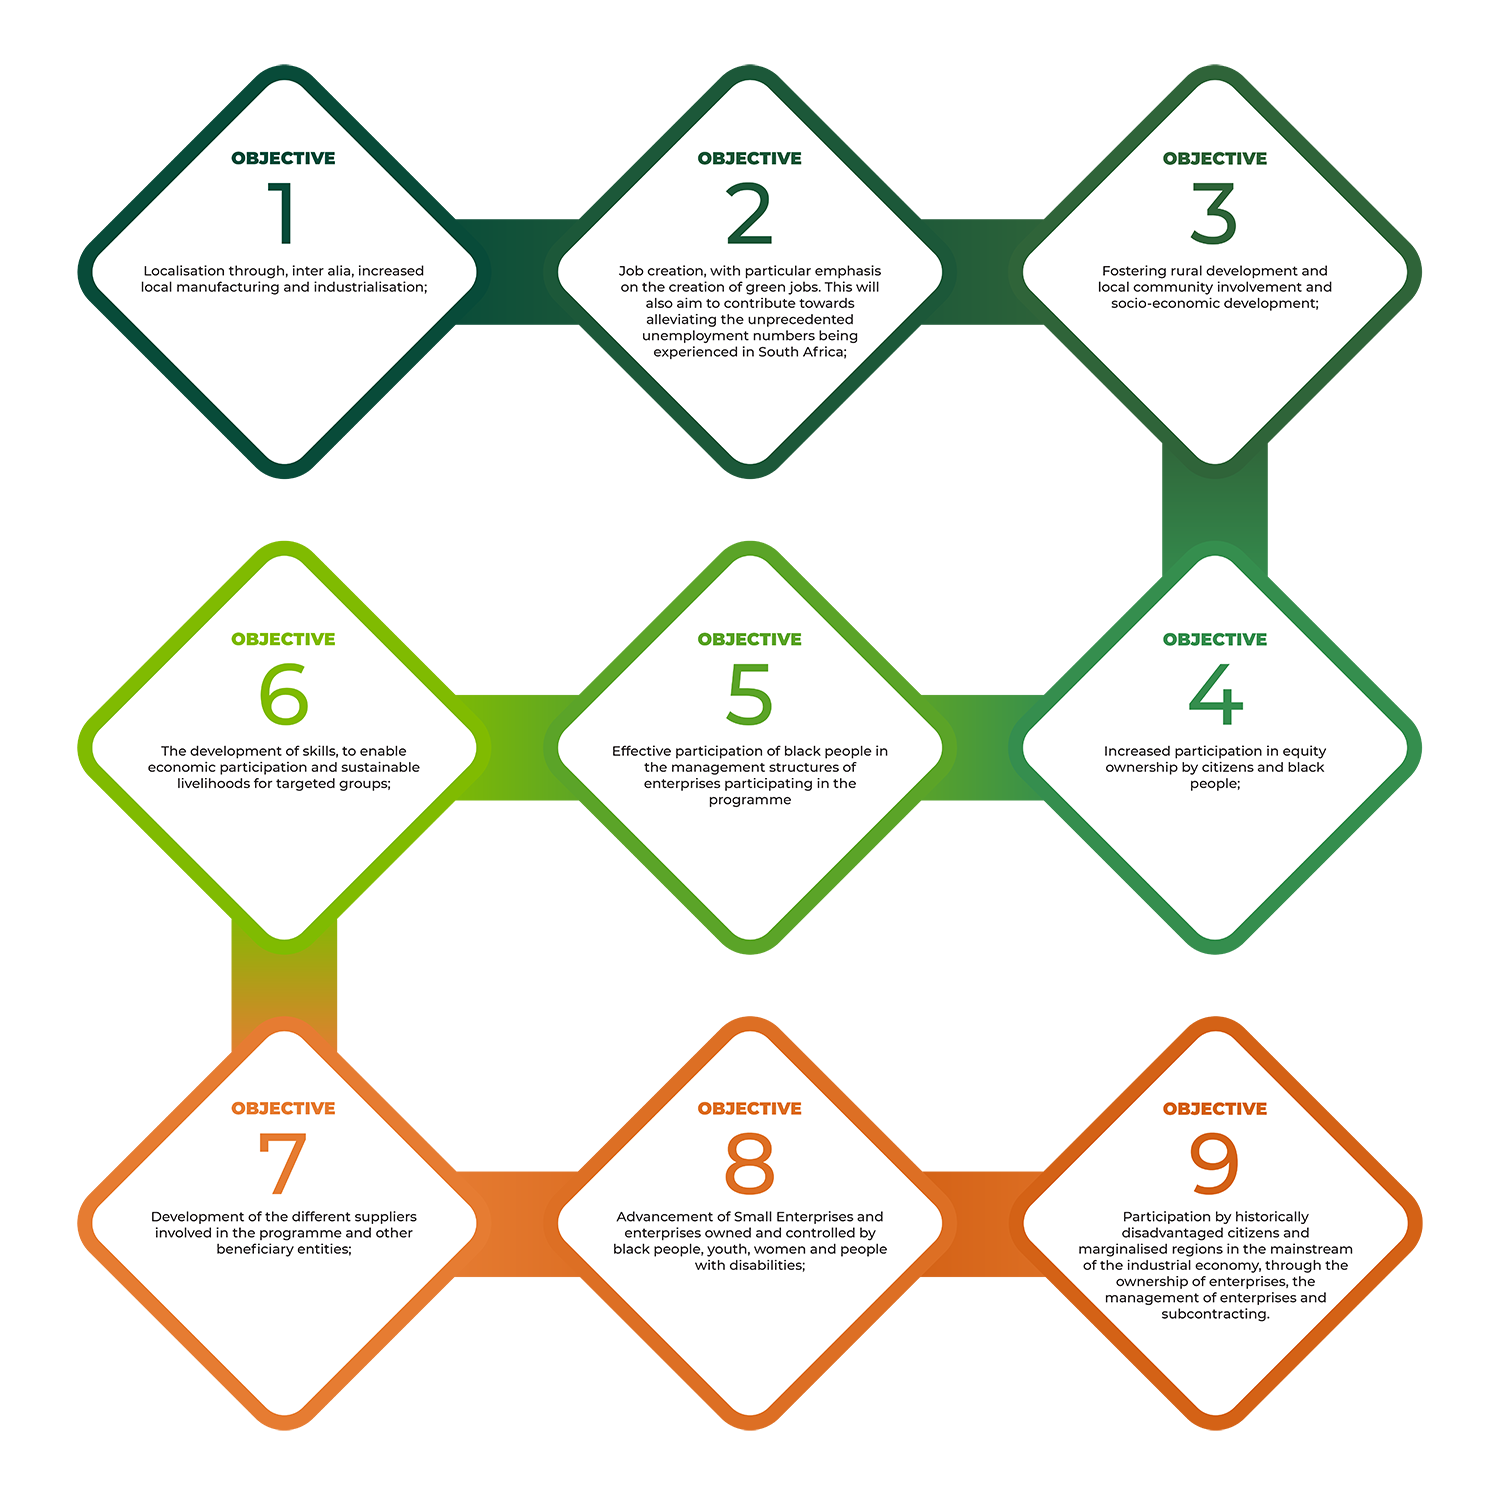 OBJECTIVE
1
Localisation through, inter alia, increased
local manufacturing and industrialisation;
OBJECTIVE
2
Job creation, with particular emphasis
on the creation of green jobs. This will
also aim to contribute towards
alleviating the unprecedented
unemployment numbers being
experienced in South Africa;
OBJECTIVE
3
Fostering rural development and
local community involvement and
socio-economic development;
OBJECTIVE
4
Increased participation in equity
ownership by citizens and black
people;
OBJECTIVE
5
Effective participation of black people in
the management structures of
enterprises participating in the
programme
OBJECTIVE
6
The development of skills, to enable
economic participation and sustainable
livelihoods for targeted groups;
OBJECTIVE
7
Development of the different suppliers
involved in the programme and other
beneficiary entities;
OBJECTIVE
8
Advancement of Small Enterprises and
enterprises owned and controlled by
black people, youth, women and people
with disabilities;
OBJECTIVE
9
Participation by historically
disadvantaged citizens and
marginalised regions in the mainstream
of the industrial economy, through the
ownership of enterprises, the
management of enterprises and
subcontracting.